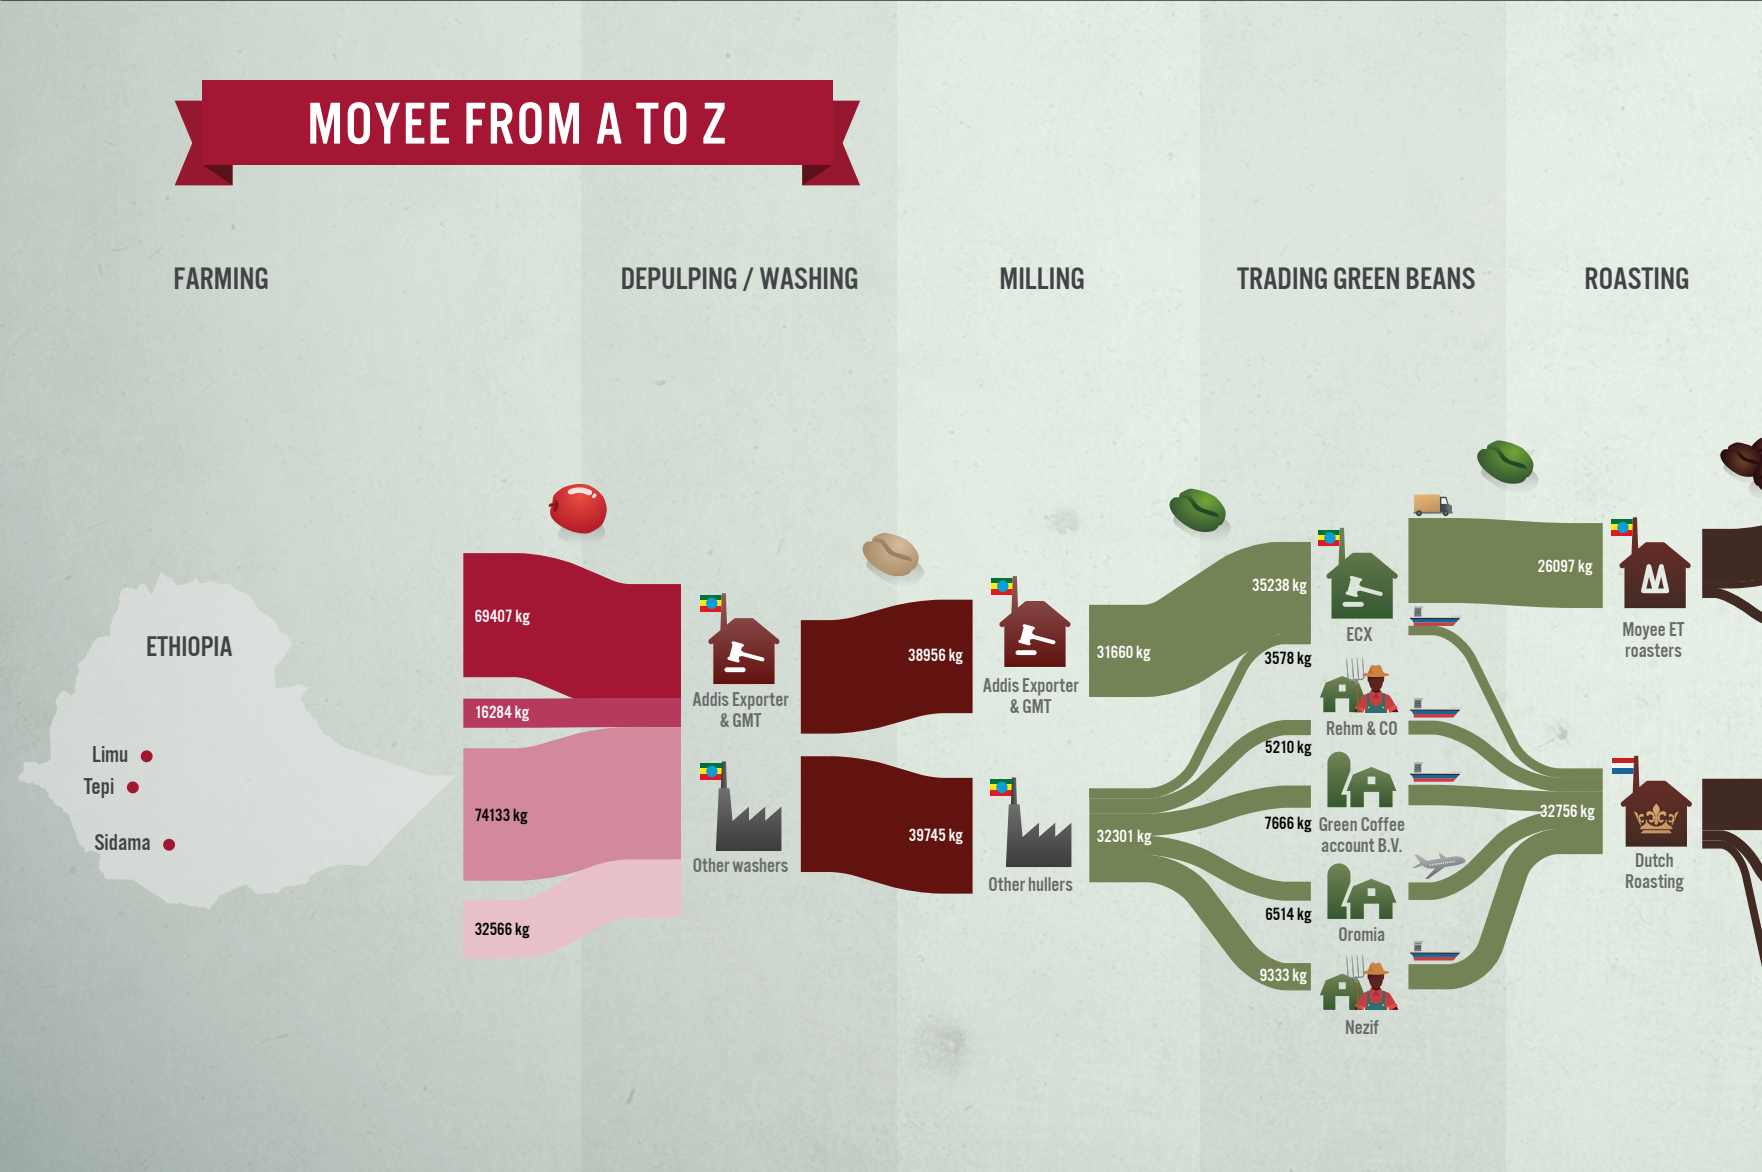 MOYEE FROM A TO Z
FARMING
DEPULPING / WASHING
MILLING
TRADING GREEN BEANS
ROASTING
ETHIOPIA
Limu
Tepi
Sidama
69407 kg
16284 kg
74133 kg
32566 kg
Addis Exporter
& GMT
Other washers
38956 kg
39745 kg
Addis Exporter
& GMT
Other hullers
31660 kg
32301 kg
35238 kg
3578 kg
5210 kg
7666 kg
6514 kg
9333 kg
ECX
Rehm & CO
Green Coffee
account B.V.
Oromia
Nezif
26097 kg
32756 kg
Moyee ET
roasters
Dutch
Roasting